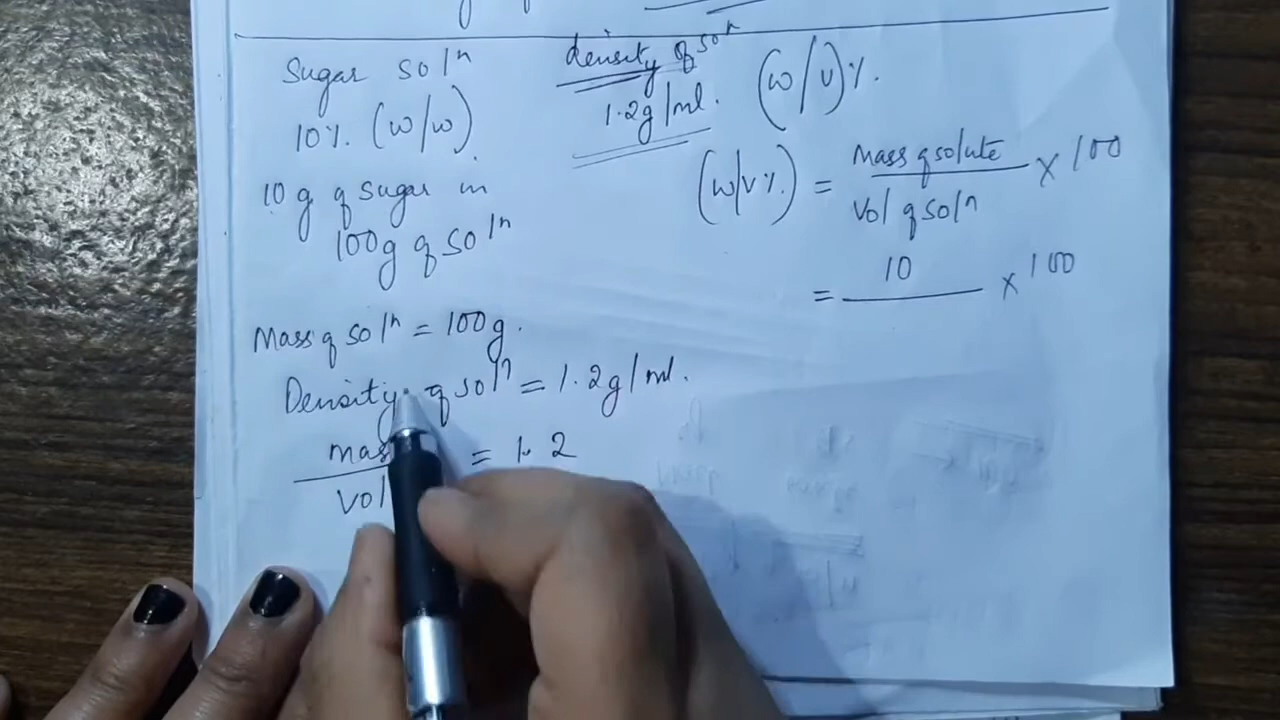 Sugar solⁿ
10%. (w/w).
10 g of sugar in
100g of solⁿ
Mass of solⁿ = 100g.
Density of solⁿ = 1.2g/ml.
mas = 1.2
Vol
density of solⁿ
1.2g/ml.
(w/v)%.
(w/v%) = Mass of solute × 100
Vol of solⁿ
= 10 × 100